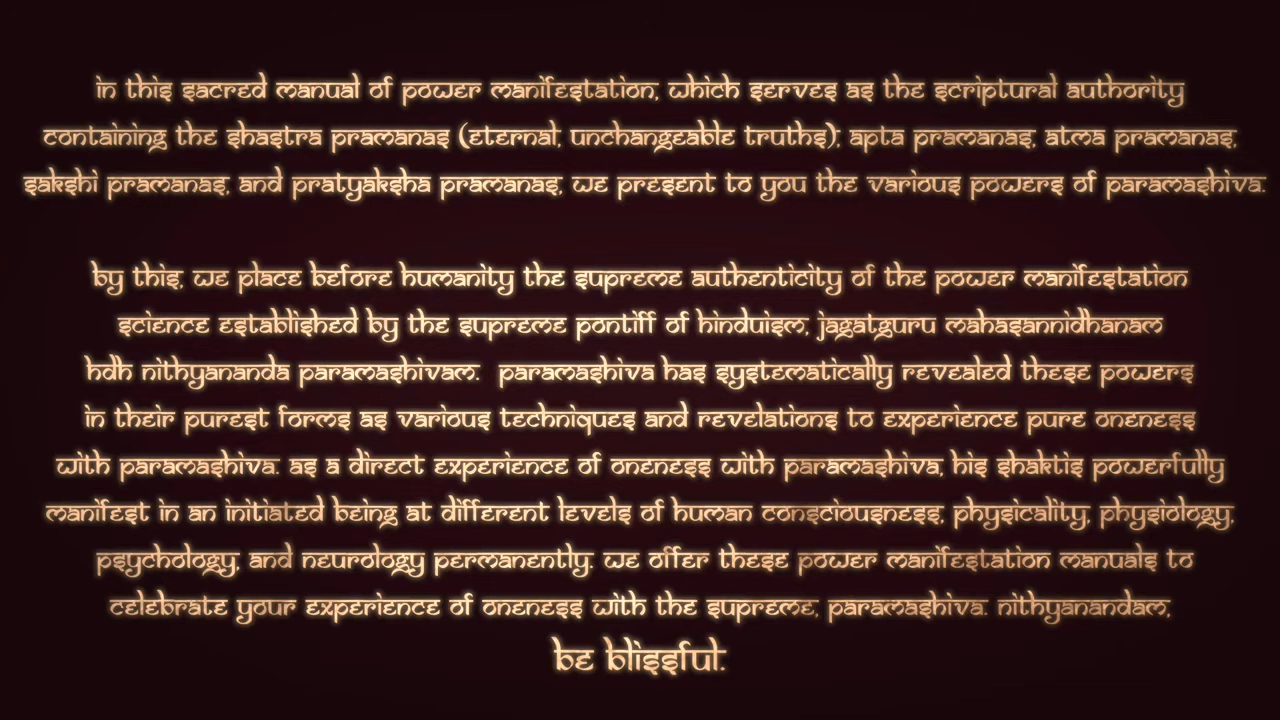 in this sacred manual of power manifestation, which serves as the scriptural authority
containing the shastra pramanas (eternal, unchangeable truths); apta pramanas, atma pramanas,
sakshi pramanas, and pratyaksha pramanas, we present to you the various powers of paramashiva.
by this, we place before humanity the supreme authenticity of the power manifestation
science established by the supreme pontiff of hinduism, jagatguru mahasannidhanam
hdh nithyananda paramashivam. paramashiva has systematically revealed these powers
in their purest forms as various techniques and revelations to experience pure oneness
with paramashiva. as a direct experience of oneness with paramashiva, his shaktis powerfully
manifest in an initiated being at different levels of human consciousness, physicality, physiology,
psychology, and neurology permanently. we offer these power manifestation manuals to
celebrate your experience of oneness with the supreme, paramashiva. nithyanandam,
be blissful.